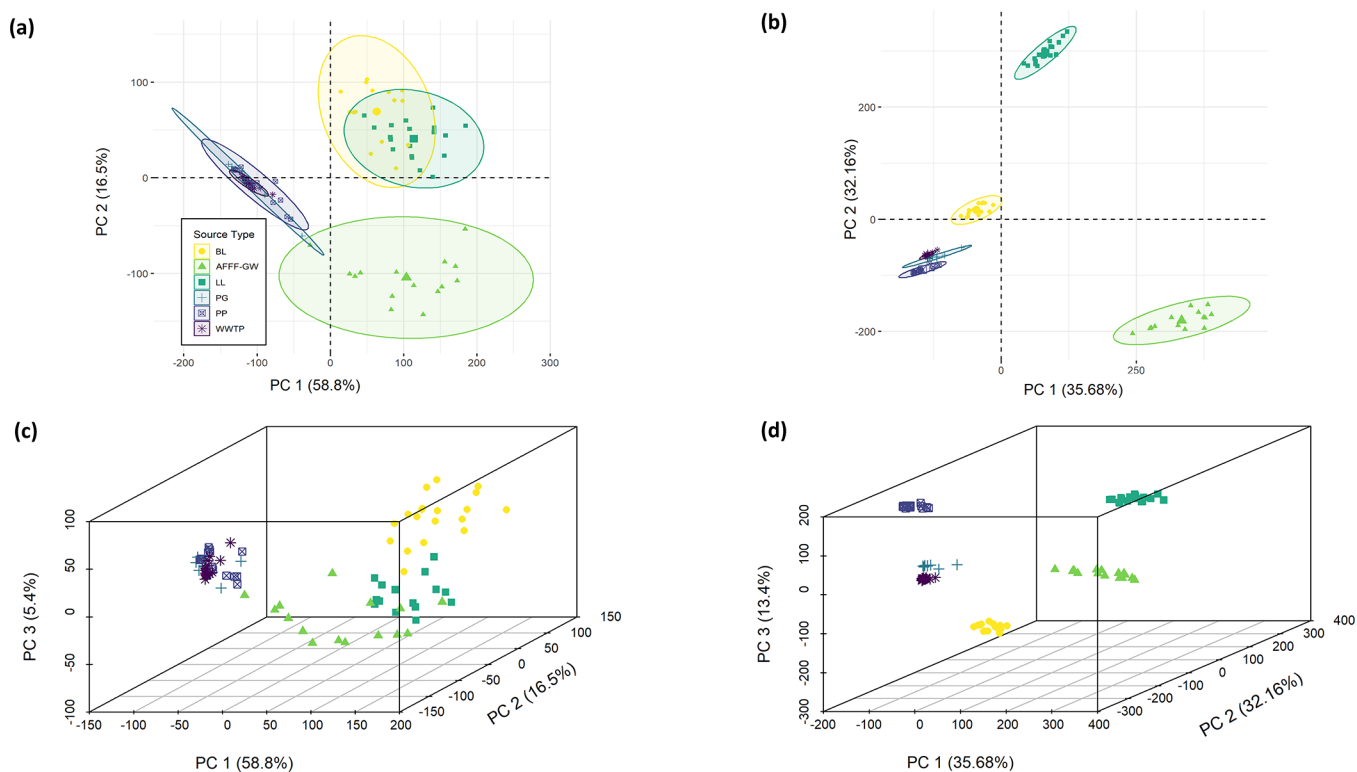 (a)
100
0
-100
PC 2 (16.5%)
Source Type
BL
AFFF-GW
LL
PG
PP
WWTP
-200
-100
0
100
200
300
PC 1 (58.8%)
(b)
200
0
-200
PC 2 (32.16%)
0
250
PC 1 (35.68%)
(c)
100
50
0
-50
-100
PC 3 (5.4%)
-150
-50
0
50
100
150
200
PC 1 (58.8%)
-150
-100
-50
0
50
100
150
PC 2 (16.5%)
(d)
200
100
0
-100
-200
-300
PC 3 (13.4%)
-200
-100
0
100
200
300
400
PC 1 (35.68%)
-300
-200
-100
0
100
200
300
400
PC 2 (32.16%)